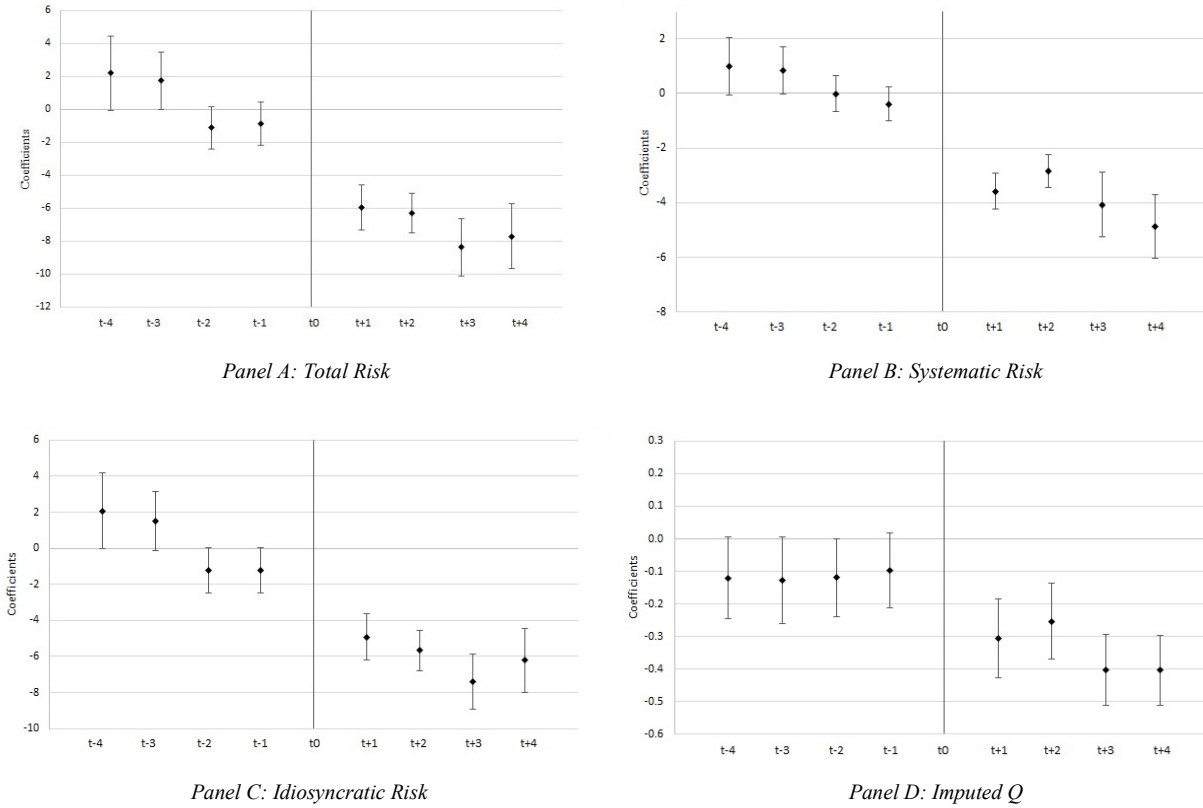 6
4
2
0
-2
-4
-6
-8
-10
-12
Coefficients
t-4 t-3 t-2 t-1 t0 t+1 t+2 t+3 t+4
Panel A: Total Risk
2
0
-2
-4
-6
-8
Coefficients
t-4 t-3 t-2 t-1 t0 t+1 t+2 t+3 t+4
Panel B: Systematic Risk
6
4
2
0
-2
-4
-6
-8
-10
Coefficients
t-4 t-3 t-2 t-1 t0 t+1 t+2 t+3 t+4
Panel C: Idiosyncratic Risk
0.3
0.2
0.1
0.0
-0.1
-0.2
-0.3
-0.4
-0.5
-0.6
Coefficients
t-4 t-3 t-2 t-1 t0 t+1 t+2 t+3 t+4
Panel D: Imputed Q